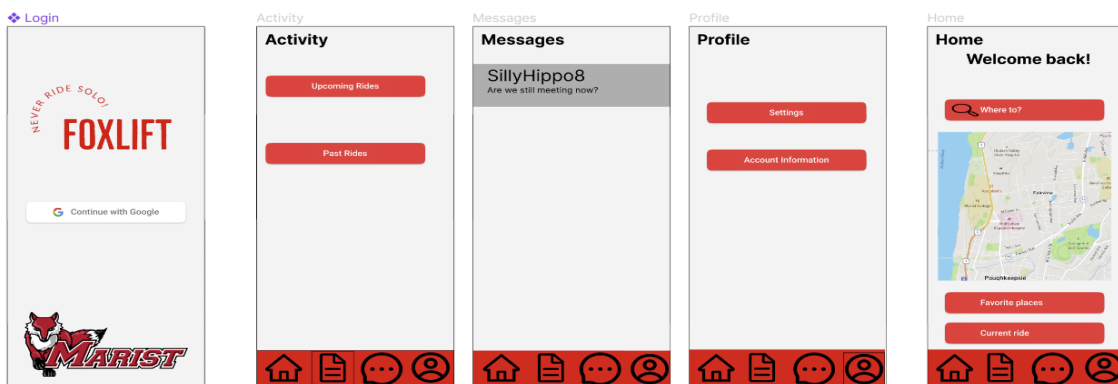 Login
NEVER RIDE SOLO!
FOXLIFT
Continue with Google
MARIST
Activity
Activity
Upcoming Rides
Past Rides
Messages
Messages
SillyHippo8
Are we still meeting now?
Profile
Profile
Settings
Account Information
Home
Home
Welcome back!
Where to?
Fairview
Poughkeepsie
Favorite places
Current ride